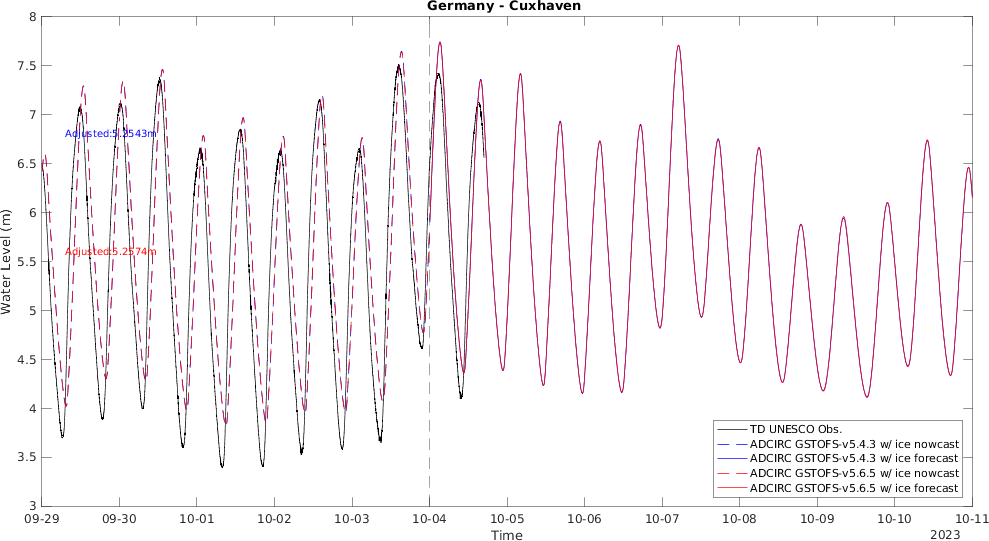 Germany - Cuxhaven
8
7.5
7
6.5
6
5.5
5
4.5
4
3.5
3
Water Level (m)
Adjusted:5.2543m
Adjusted:5.2574m
TD UNESCO Obs.
ADCIRC GSTOFS-v5.4.3 w/ ice nowcast
ADCIRC GSTOFS-v5.4.3 w/ ice forecast
ADCIRC GSTOFS-v5.6.5 w/ ice nowcast
ADCIRC GSTOFS-v5.6.5 w/ ice forecast
09-29 09-30 10-01 10-02 10-03 10-04 10-05 10-06 10-07 10-08 10-09 10-10 10-11
Time
2023